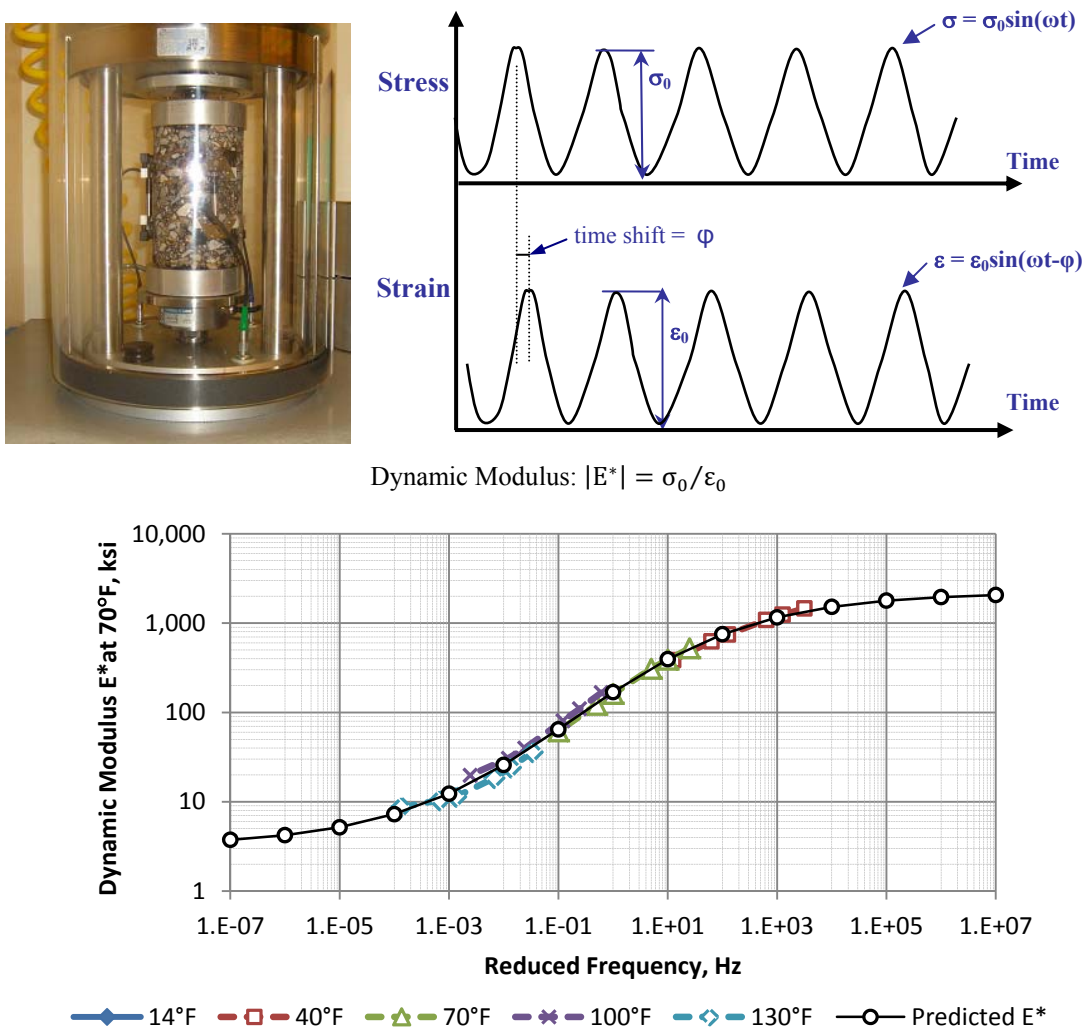 σ = σ₀sin(ωt)
Stress
σ₀
Time
time shift = φ
ε = ε₀sin(ωt-φ)
Strain
ε₀
Time
Dynamic Modulus: |E*| = σ₀/ε₀
Dynamic Modulus E*at 70°F, ksi
10,000
1,000
100
10
1
1.E-07 1.E-05 1.E-03 1.E-01 1.E+01 1.E+03 1.E+05 1.E+07
Reduced Frequency, Hz
14°F 40°F 70°F 100°F 130°F Predicted E*